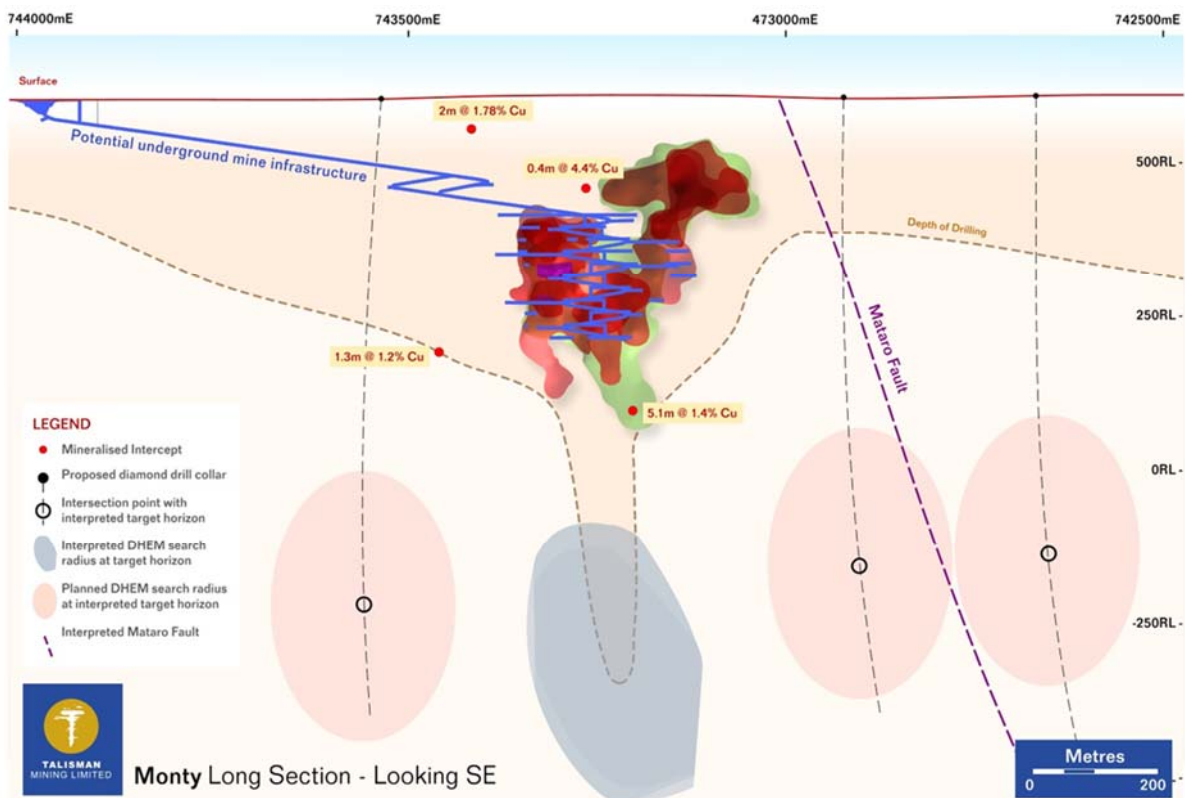 744000mE
743500mE
473000mE
742500mE
Surface
2m @ 1.78% Cu
Potential underground mine infrastructure
0.4m @ 4.4% Cu
500RL -
Depth of Drilling
250RL -
Mataro Fault
1.3m @ 1.2% Cu
5.1m @ 1.4% Cu
LEGEND
Mineralised Intercept
Proposed diamond drill collar
Intersection point with
interpreted target horizon
Interpreted DHEM search
radius at target horizon
Planned DHEM search radius
at interpreted target horizon
Interpreted Mataro Fault
0RL -
-250RL -
TALISMAN
MINING LIMITED
Monty Long Section - Looking SE
Metres
0 200